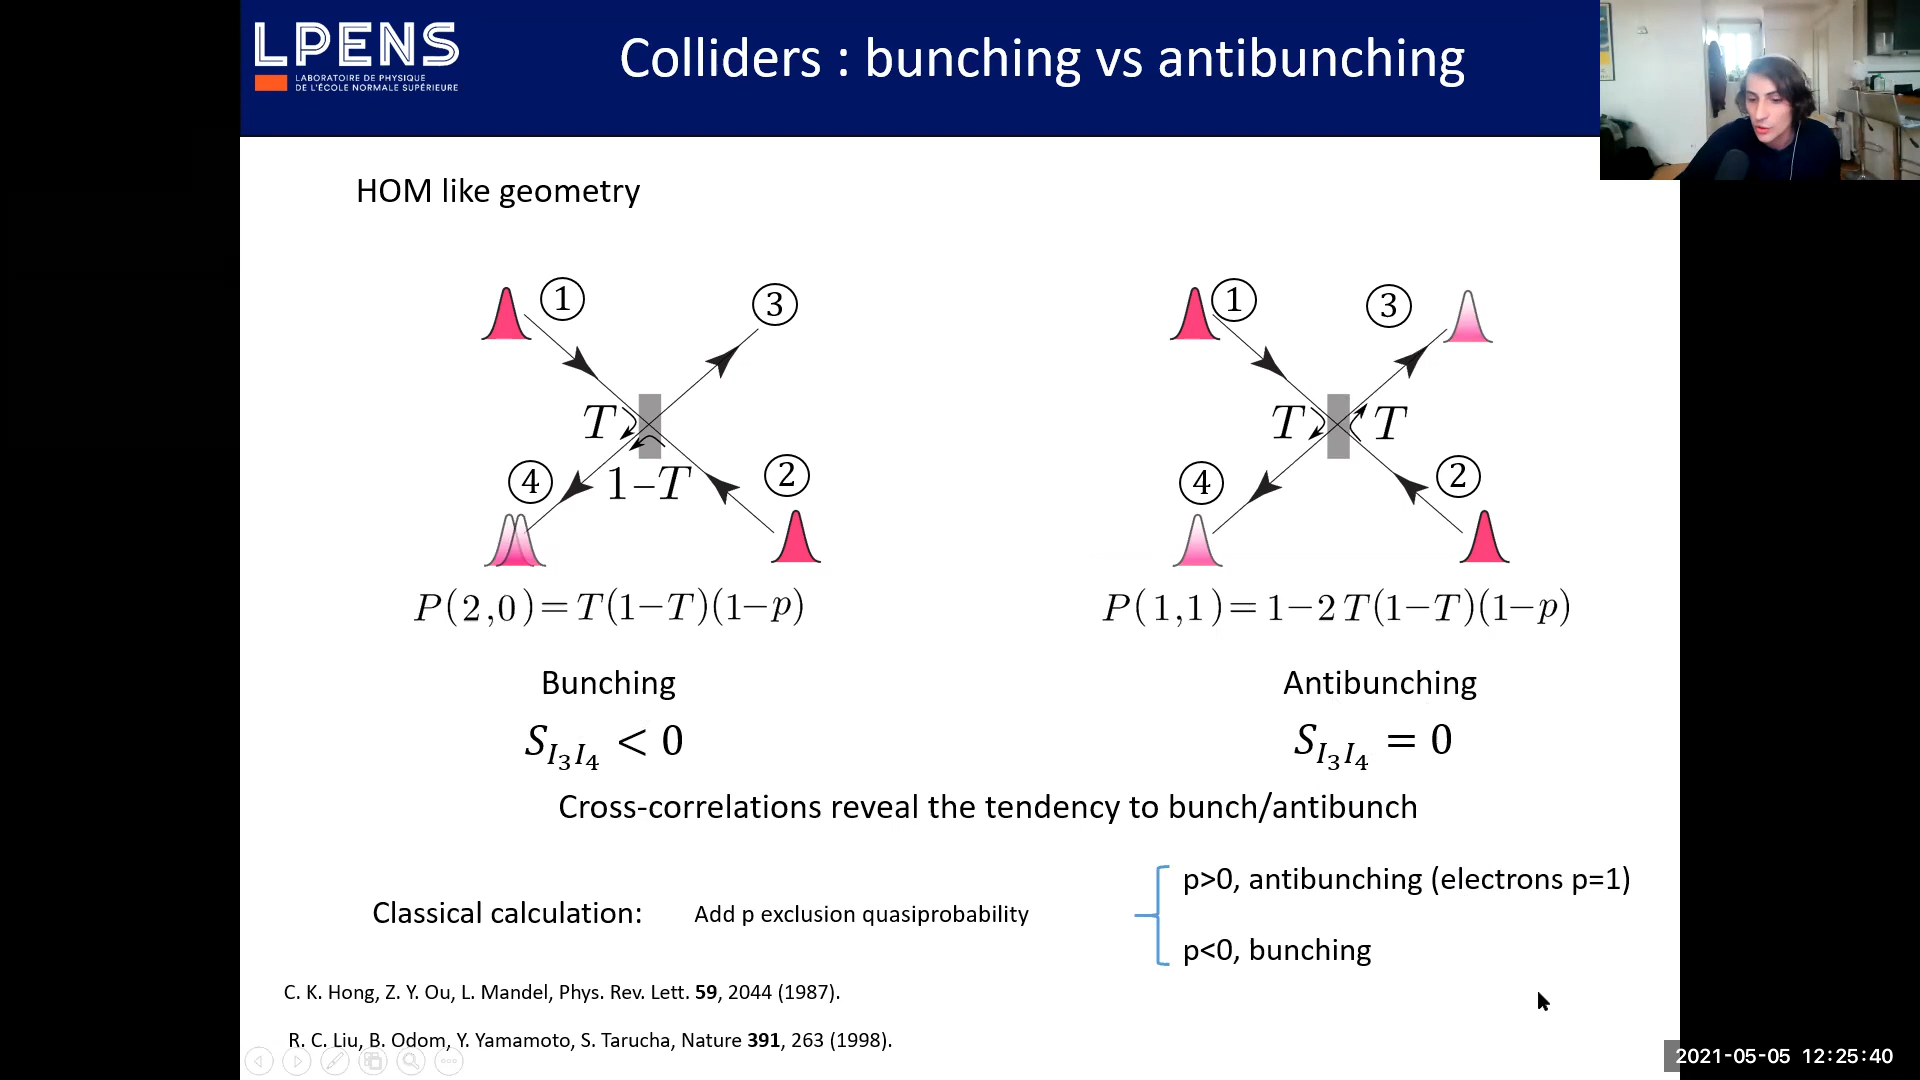 LPENS
LABORATOIRE DE PHYSIQUE
DE L'ÉCOLE NORMALE SUPÉRIEURE
Colliders : bunching vs antibunching
HOM like geometry
① ③
T
④ 1−T ②
P(2,0)=T(1−T)(1−p)
Bunching
S_{I₃I₄} < 0
① ③
T T
④ ②
P(1,1)=1−2T(1−T)(1−p)
Antibunching
S_{I₃I₄} = 0
Cross-correlations reveal the tendency to bunch/antibunch
Classical calculation: Add p exclusion quasiprobability
p>0, antibunching (electrons p=1)
p<0, bunching
C. K. Hong, Z. Y. Ou, L. Mandel, Phys. Rev. Lett. 59, 2044 (1987).
R. C. Liu, B. Odom, Y. Yamamoto, S. Tarucha, Nature 391, 263 (1998).
2021-05-05 12:25:40